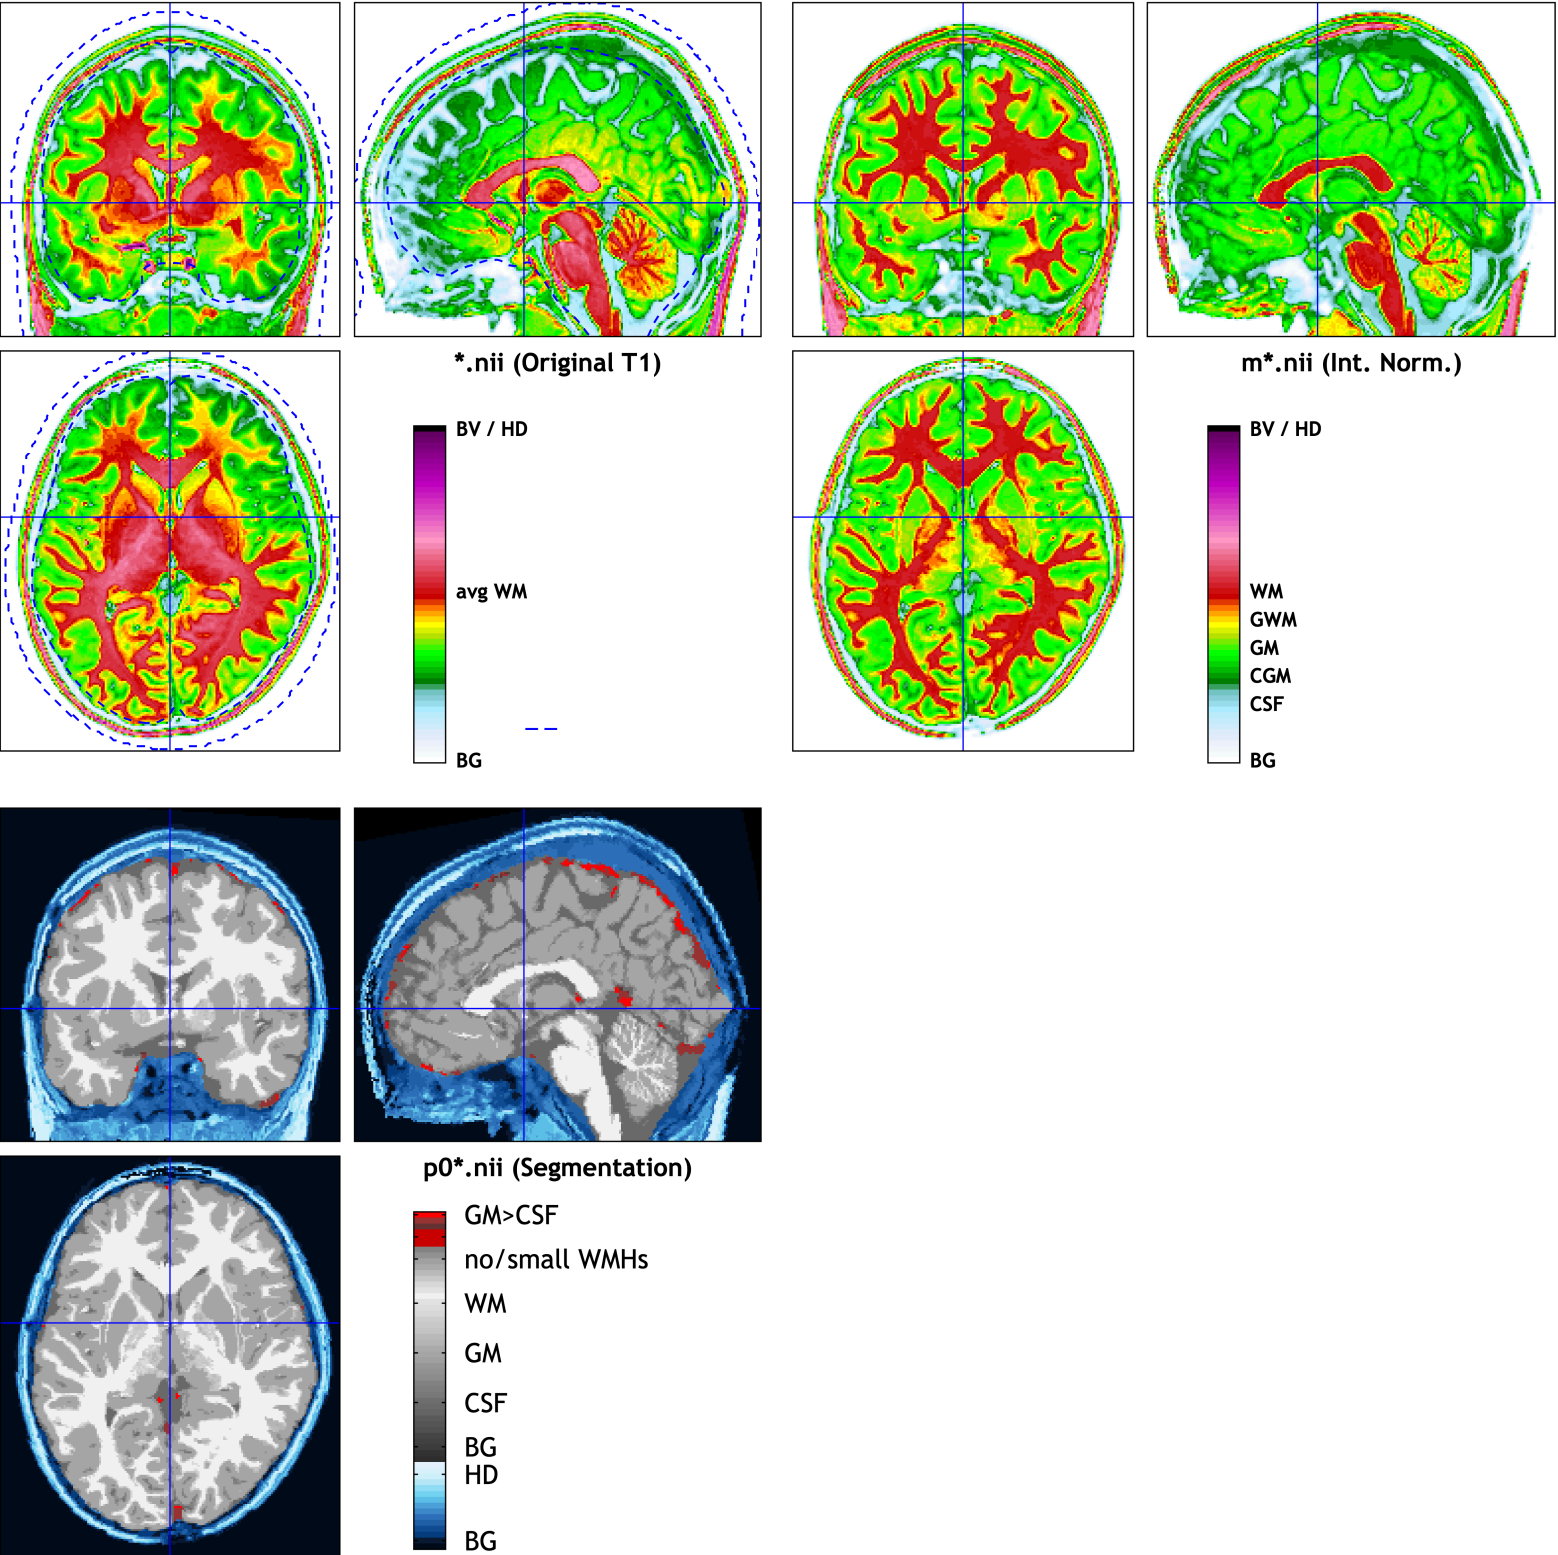 *.nii (Original T1)
BV / HD
avg WM
BG
m*.nii (Int. Norm.)
BV / HD
WM
GWM
GM
CGM
CSF
BG
p0*.nii (Segmentation)
GM>CSF
no/small WMHs
WM
GM
CSF
BG
HD
BG